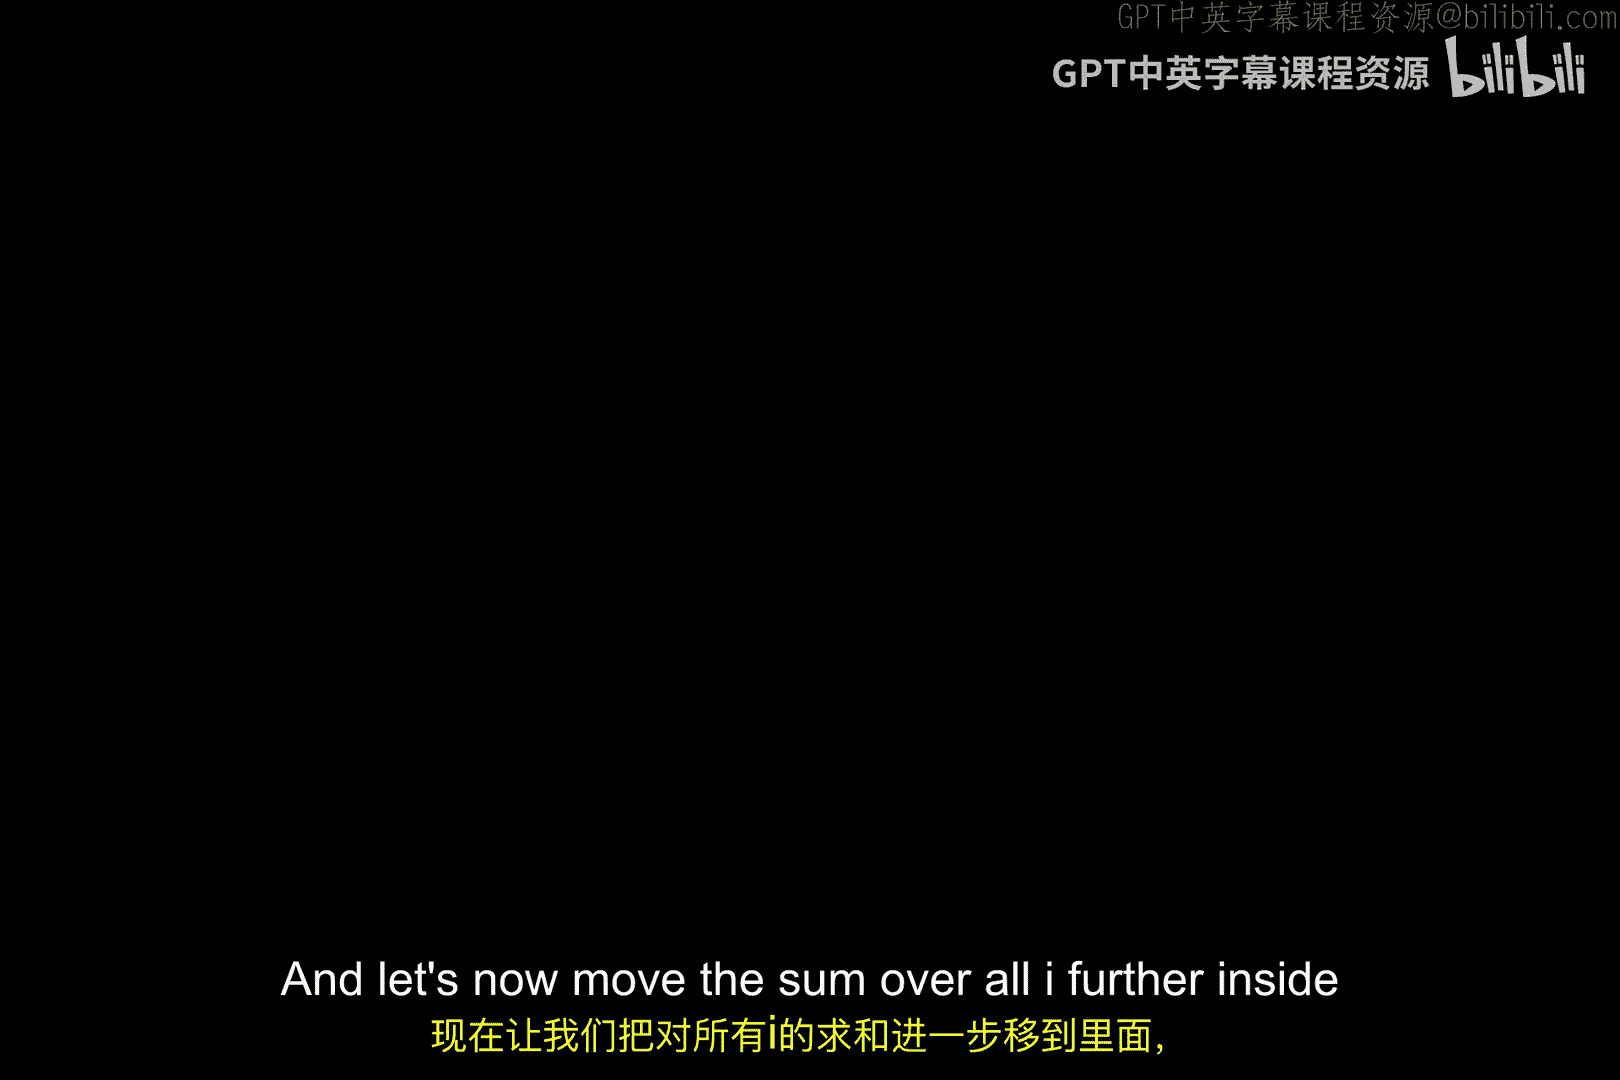 GPT中英字幕课程资源@bilibili.com
GPT中英字幕课程资源 bilibili
And let's now move the sum over all i further inside
现在让我们把对所有i的求和进一步移到里面，